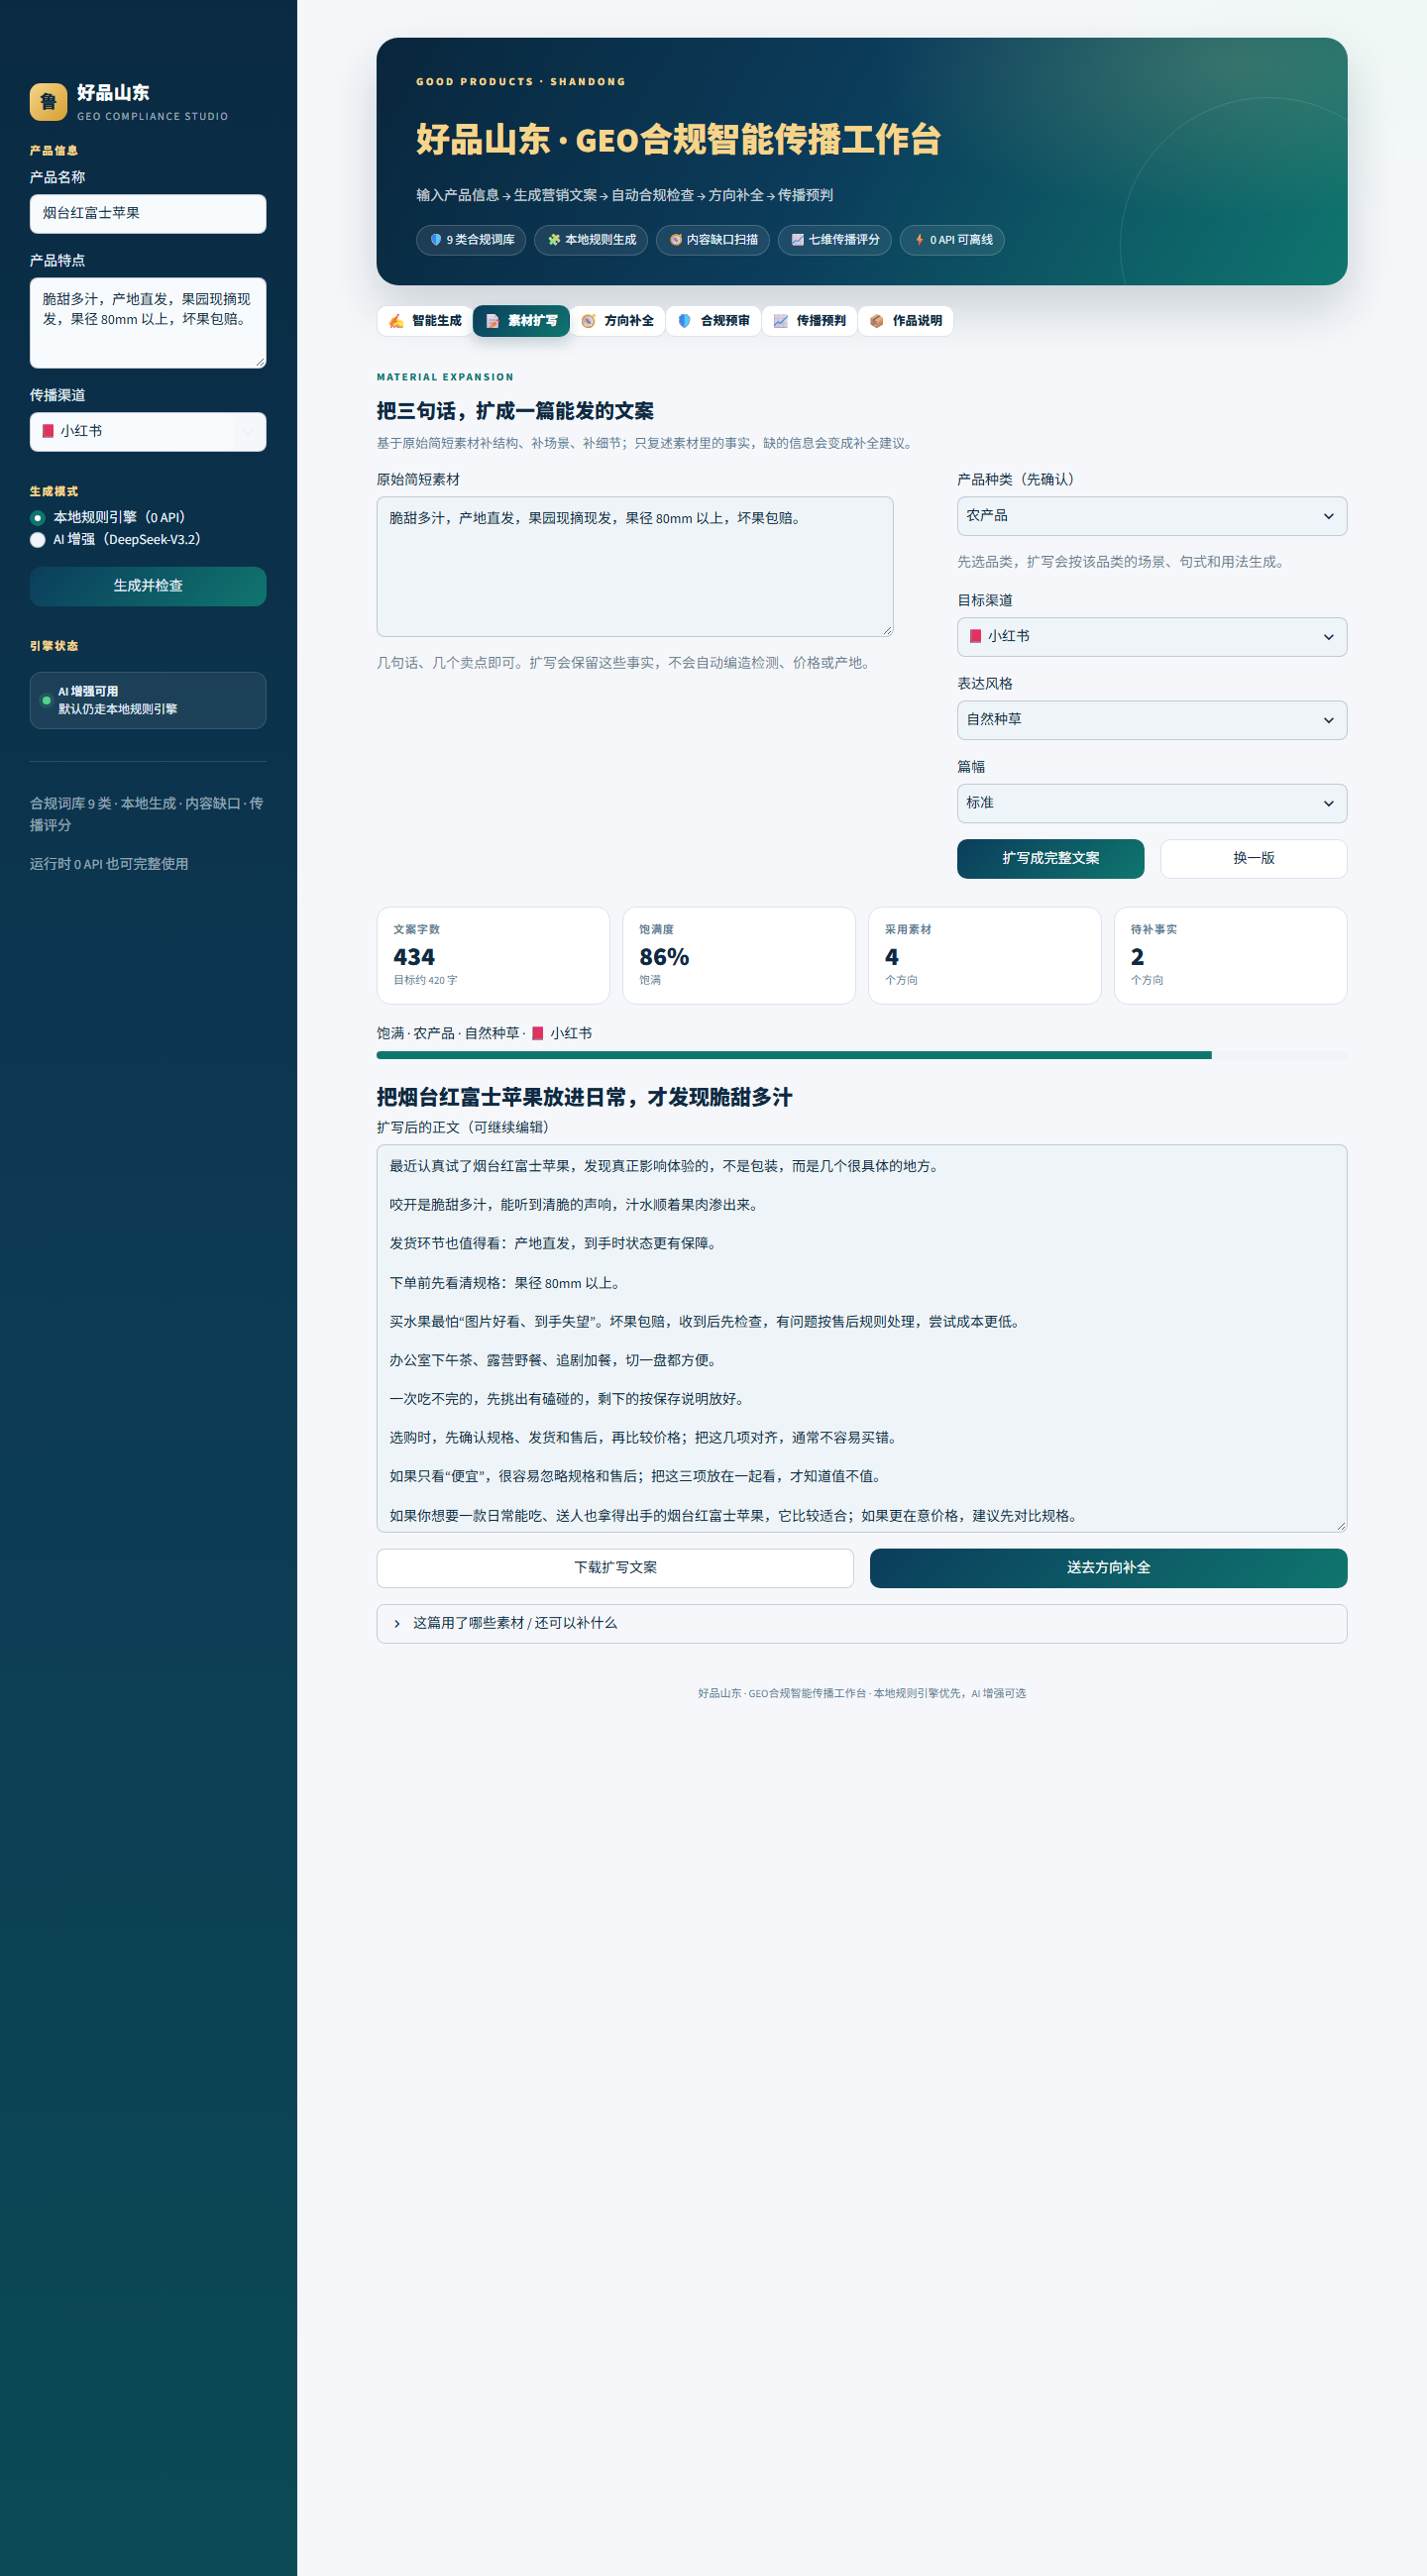 鲁
好品山东
GEO COMPLIANCE STUDIO
产品信息
产品名称
烟台红富士苹果
产品特点
脆甜多汁，产地直发，果园现摘现
发，果径 80mm 以上，坏果包赔。
传播渠道
小红书
生成模式
本地规则引擎（0 API）
AI 增强（DeepSeek-V3.2）
生成并检查
引擎状态
AI 增强可用
默认仍走本地规则引擎
合规词库 9 类 · 本地生成 · 内容缺口 · 传
播评分
运行时 0 API 也可完整使用
GOOD PRODUCTS · SHANDONG
好品山东 · GEO合规智能传播工作台
输入产品信息 → 生成营销文案 → 自动合规检查 → 方向补全 → 传播预判
9 类合规词库
本地规则生成
内容缺口扫描
七维传播评分
0 API 可离线
智能生成
素材扩写
方向补全
合规预审
传播预判
作品说明
MATERIAL EXPANSION
把三句话，扩成一篇能发的文案
基于原始简短素材补结构、补场景、补细节；只复述素材里的事实，缺的信息会变成补全建议。
原始简短素材
脆甜多汁，产地直发，果园现摘现发，果径 80mm 以上，坏果包赔。
几句话、几个卖点即可。扩写会保留这些事实，不会自动编造检测、价格或产地。
产品种类（先确认）
农产品
先选品类，扩写会按该品类的场景、句式和用法生成。
目标渠道
小红书
表达风格
自然种草
篇幅
标准
扩写成完整文案
换一版
文案字数
434
目标约 420 字
饱满度
86%
饱满
采用素材
4
个方向
待补事实
2
个方向
饱满 · 农产品 · 自然种草 · 小红书
把烟台红富士苹果放进日常，才发现脆甜多汁
扩写后的正文（可继续编辑）
最近认真试了烟台红富士苹果，发现真正影响体验的，不是包装，而是几个很具体的地方。
咬开是脆甜多汁，能听到清脆的声响，汁水顺着果肉渗出来。
发货环节也值得看：产地直发，到手时状态更有保障。
下单前先看清规格：果径 80mm 以上。
买水果最怕“图片好看、到手失望”。坏果包赔，收到后先检查，有问题按售后规则处理，尝试成本更低。
办公室下午茶、露营野餐、追剧加餐，切一盘都方便。
一次吃不完的，先挑出有磕碰的，剩下的按保存说明放好。
选购时，先确认规格、发货和售后，再比较价格；把这几项对齐，通常不容易买错。
如果只看“便宜”，很容易忽略规格和售后；把这三项放在一起看，才知道值不值。
如果你想要一款日常能吃、送人也拿得出手的烟台红富士苹果，它比较适合；如果更在意价格，建议先对比规格。
下载扩写文案
送去方向补全
这篇用了哪些素材 / 还可以补什么
好品山东 · GEO合规智能传播工作台 · 本地规则引擎优先，AI 增强可选